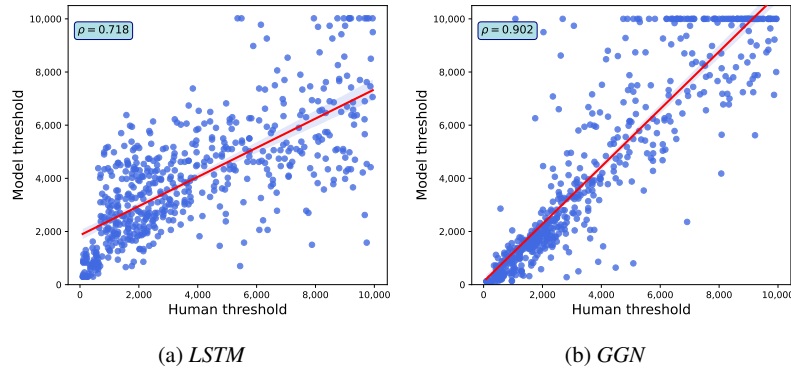 10,000
8,000
6,000
4,000
2,000
0
Model threshold
ρ = 0.718
0 2,000 4,000 6,000 8,000 10,000
Human threshold
(a) LSTM
10,000
8,000
6,000
4,000
2,000
0
Model threshold
ρ = 0.902
0 2,000 4,000 6,000 8,000 10,000
Human threshold
(b) GGN